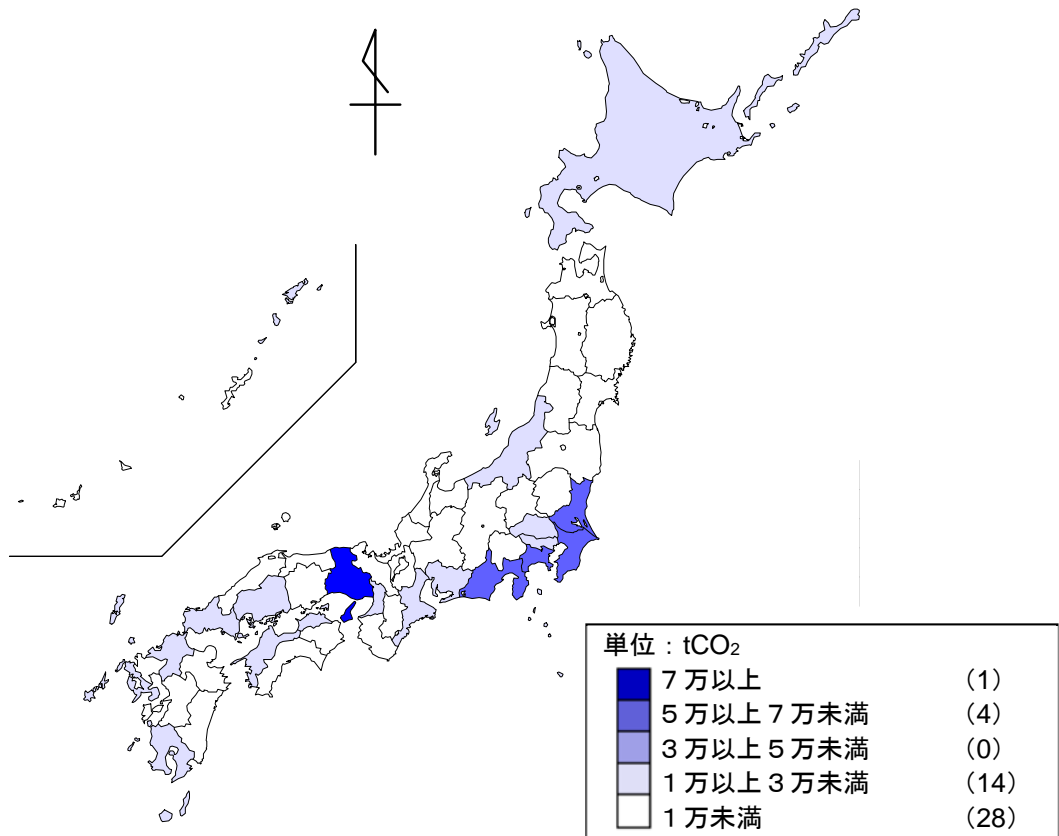 単位：tCO₂
７万以上 （1）
５万以上７万未満 （4）
３万以上５万未満 （0）
１万以上３万未満 （14）
１万未満 （28）